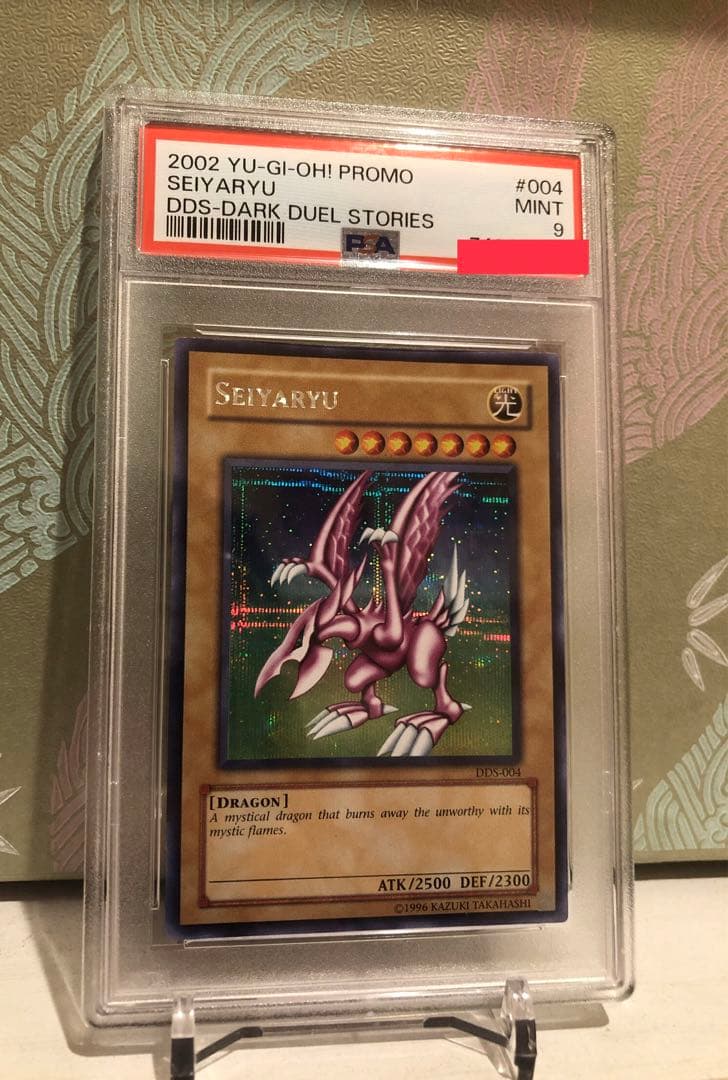 2002 YU-GI-OH! PROMO #004
SEIYARYU MINT
DDS-DARK DUEL STORIES 9
PSA
SEIYARYU
LIGHT
光
DDS-004
[DRAGON]
A mystical dragon that burns away the unworthy with its
mystic flames.
ATK/2500 DEF/2300
©1996 KAZUKI TAKAHASHI